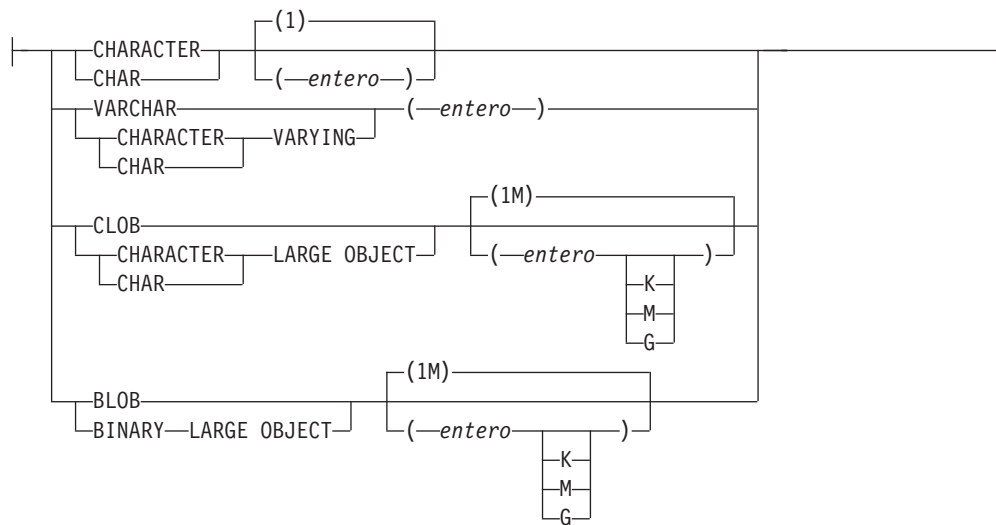 (1)
CHARACTER
CHAR ( entero )
VARCHAR ( entero )
CHARACTER VARYING
CHAR
(1M)
CLOB
CHARACTER LARGE OBJECT ( entero )
CHAR K
M
G
(1M)
BLOB
BINARY LARGE OBJECT ( entero )
K
M
G